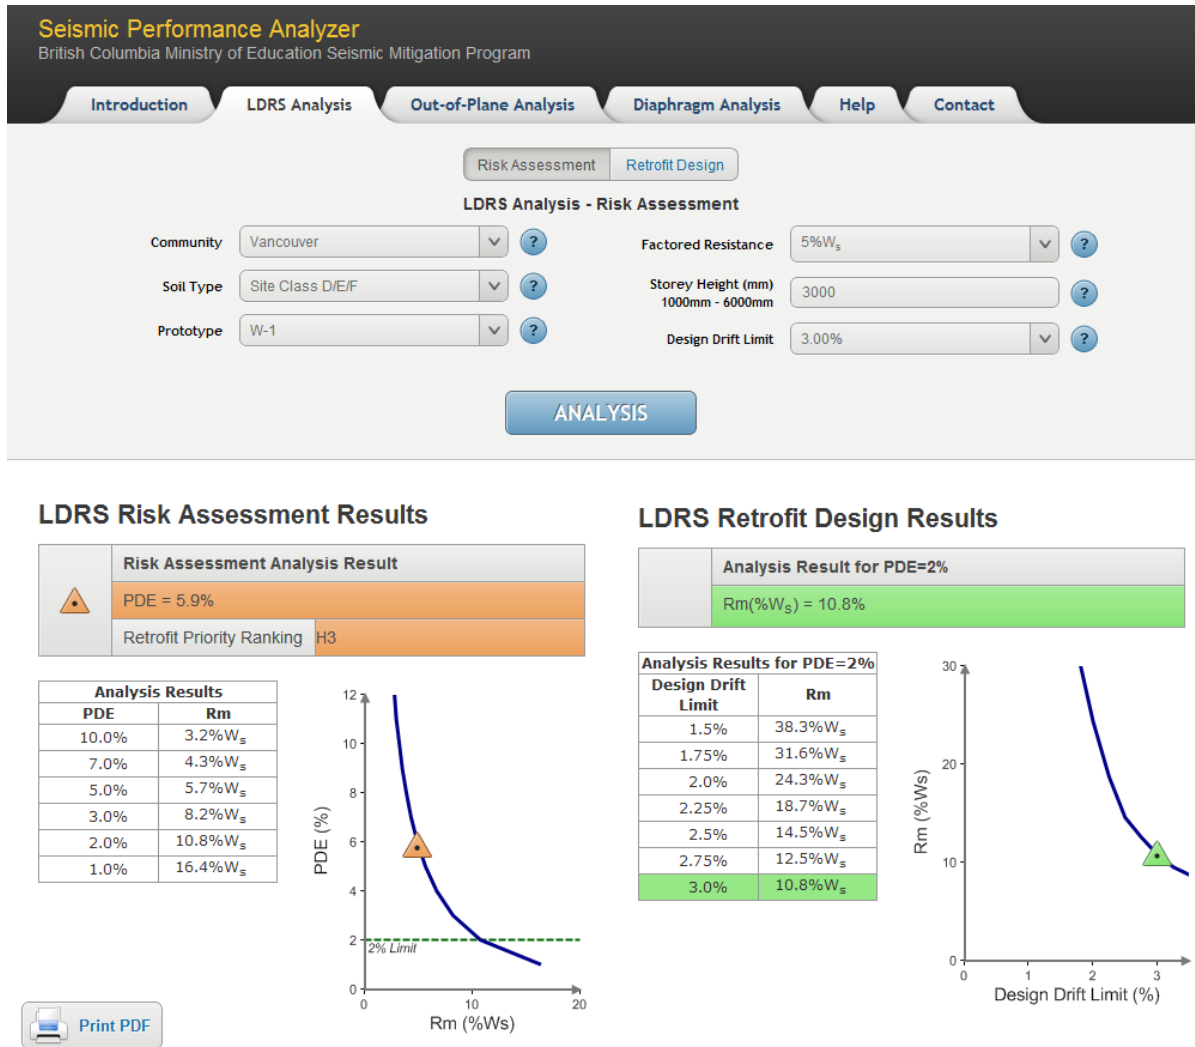 Seismic Performance Analyzer
British Columbia Ministry of Education Seismic Mitigation Program
Introduction
LDRS Analysis
Out-of-Plane Analysis
Diaphragm Analysis
Help
Contact
Risk Assessment
Retrofit Design
LDRS Analysis - Risk Assessment
Community
Vancouver
?
Soil Type
Site Class D/E/F
?
Prototype
W-1
?
Factored Resistance
5%Ws
?
Storey Height (mm)
1000mm - 6000mm
3000
?
Design Drift Limit
3.00%
?
ANALYSIS
LDRS Risk Assessment Results
Risk Assessment Analysis Result
PDE = 5.9%
Retrofit Priority Ranking H3
Analysis Results
PDE Rm
10.0% 3.2%Ws
7.0% 4.3%Ws
5.0% 5.7%Ws
3.0% 8.2%Ws
2.0% 10.8%Ws
1.0% 16.4%Ws
12
10
8
6
4
2
0
PDE (%)
2% Limit
0 10 20
Rm (%Ws)
Print PDF
LDRS Retrofit Design Results
Analysis Result for PDE=2%
Rm(%Ws) = 10.8%
Analysis Results for PDE=2%
Design Drift
Limit
Rm
1.5% 38.3%Ws
1.75% 31.6%Ws
2.0% 24.3%Ws
2.25% 18.7%Ws
2.5% 14.5%Ws
2.75% 12.5%Ws
3.0% 10.8%Ws
30
20
10
0
Rm (%Ws)
0 1 2 3
Design Drift Limit (%)